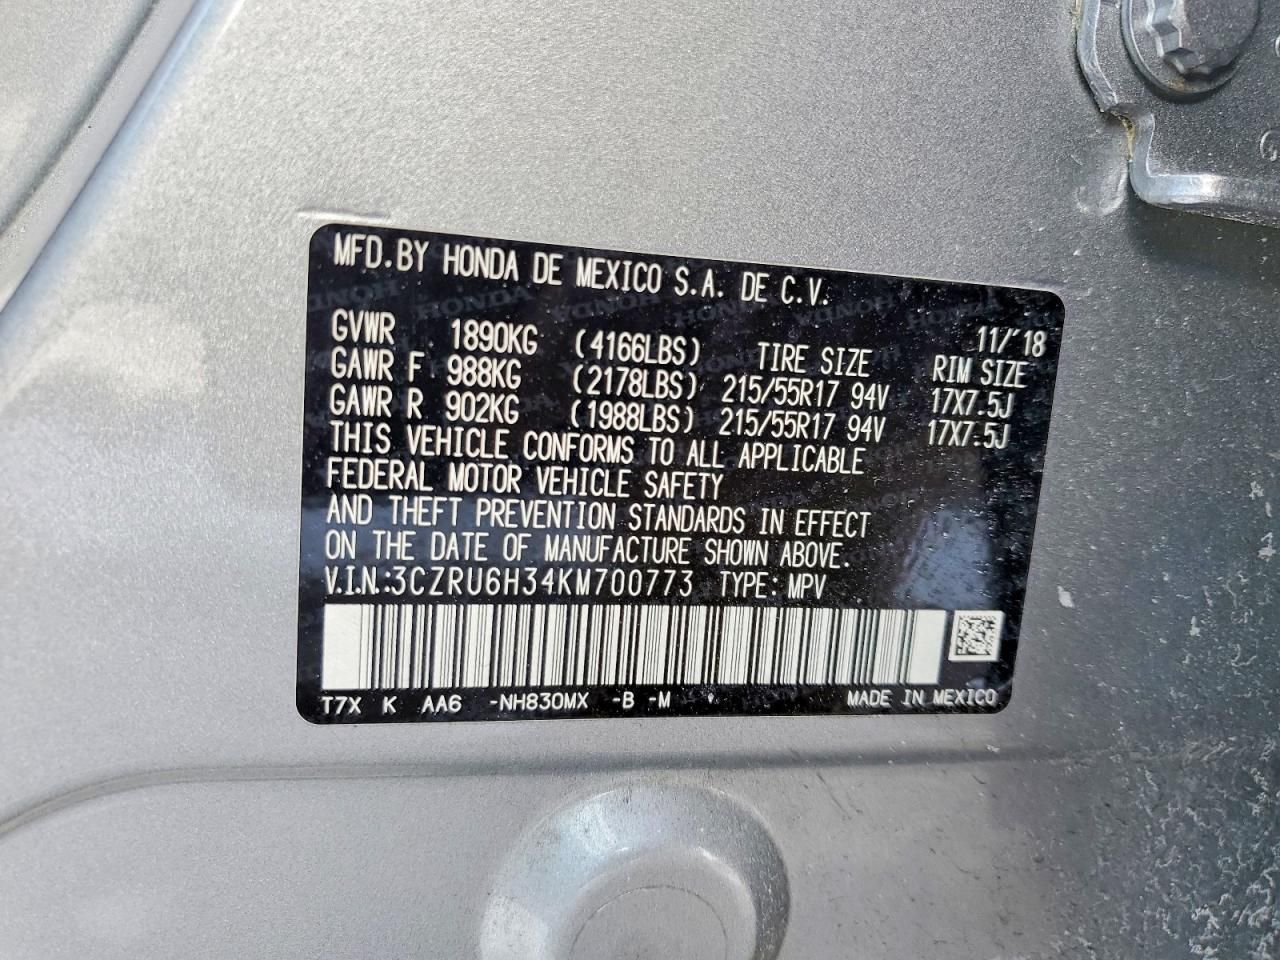 MFD.BY HONDA DE MEXICO S.A. DE C.V.
11/'18
GVWR 1890KG (4166LBS) TIRE SIZE RIM SIZE
GAWR F 988KG (2178LBS) 215/55R17 94V 17X7.5J
GAWR R 902KG (1988LBS) 215/55R17 94V 17X7.5J
THIS VEHICLE CONFORMS TO ALL APPLICABLE
FEDERAL MOTOR VEHICLE SAFETY
AND THEFT PREVENTION STANDARDS IN EFFECT
ON THE DATE OF MANUFACTURE SHOWN ABOVE.
V.I.N.:3CZRU6H34KM700773 TYPE: MPV
T7X K AA6 -NH830MX -B -M MADE IN MEXICO